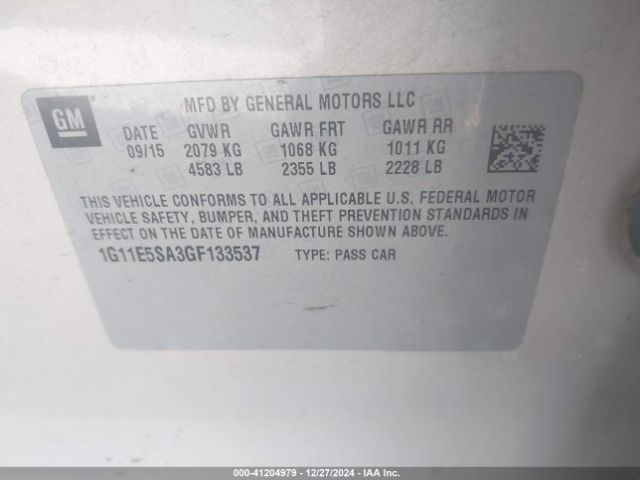 GM
MFD BY GENERAL MOTORS LLC
DATE GVWR GAWR FRT GAWR RR
09/15 2079 KG 1068 KG 1011 KG
4583 LB 2355 LB 2228 LB
THIS VEHICLE CONFORMS TO ALL APPLICABLE U.S. FEDERAL MOTOR
VEHICLE SAFETY, BUMPER, AND THEFT PREVENTION STANDARDS IN
EFFECT ON THE DATE OF MANUFACTURE SHOWN ABOVE.
1G11E5SA3GF133537 TYPE: PASS CAR
000-41204979 - 12/27/2024 - IAA Inc.